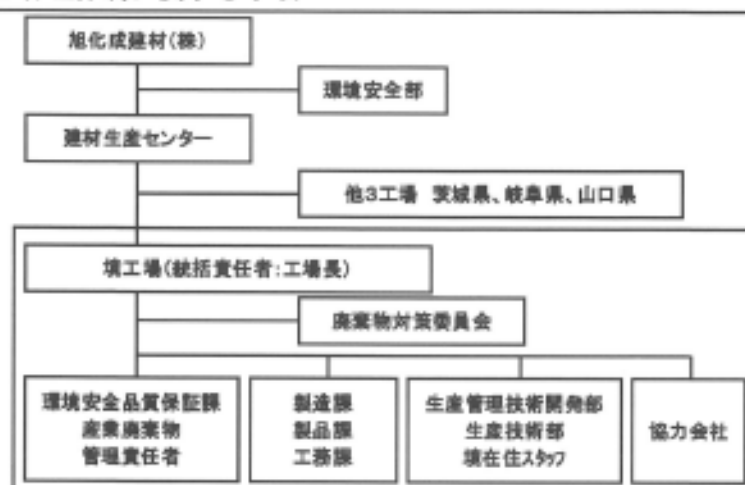 旭化成建材(株)
環境安全部
建材生産センター
他3工場 茨城県、岐阜県、山口県
境工場(統括責任者:工場長)
廃棄物対策委員会
環境安全品質保証課
産業廃棄物
管理責任者
製造課
製品課
工務課
生産管理技術開発部
生産技術部
境在住スタッフ
協力会社